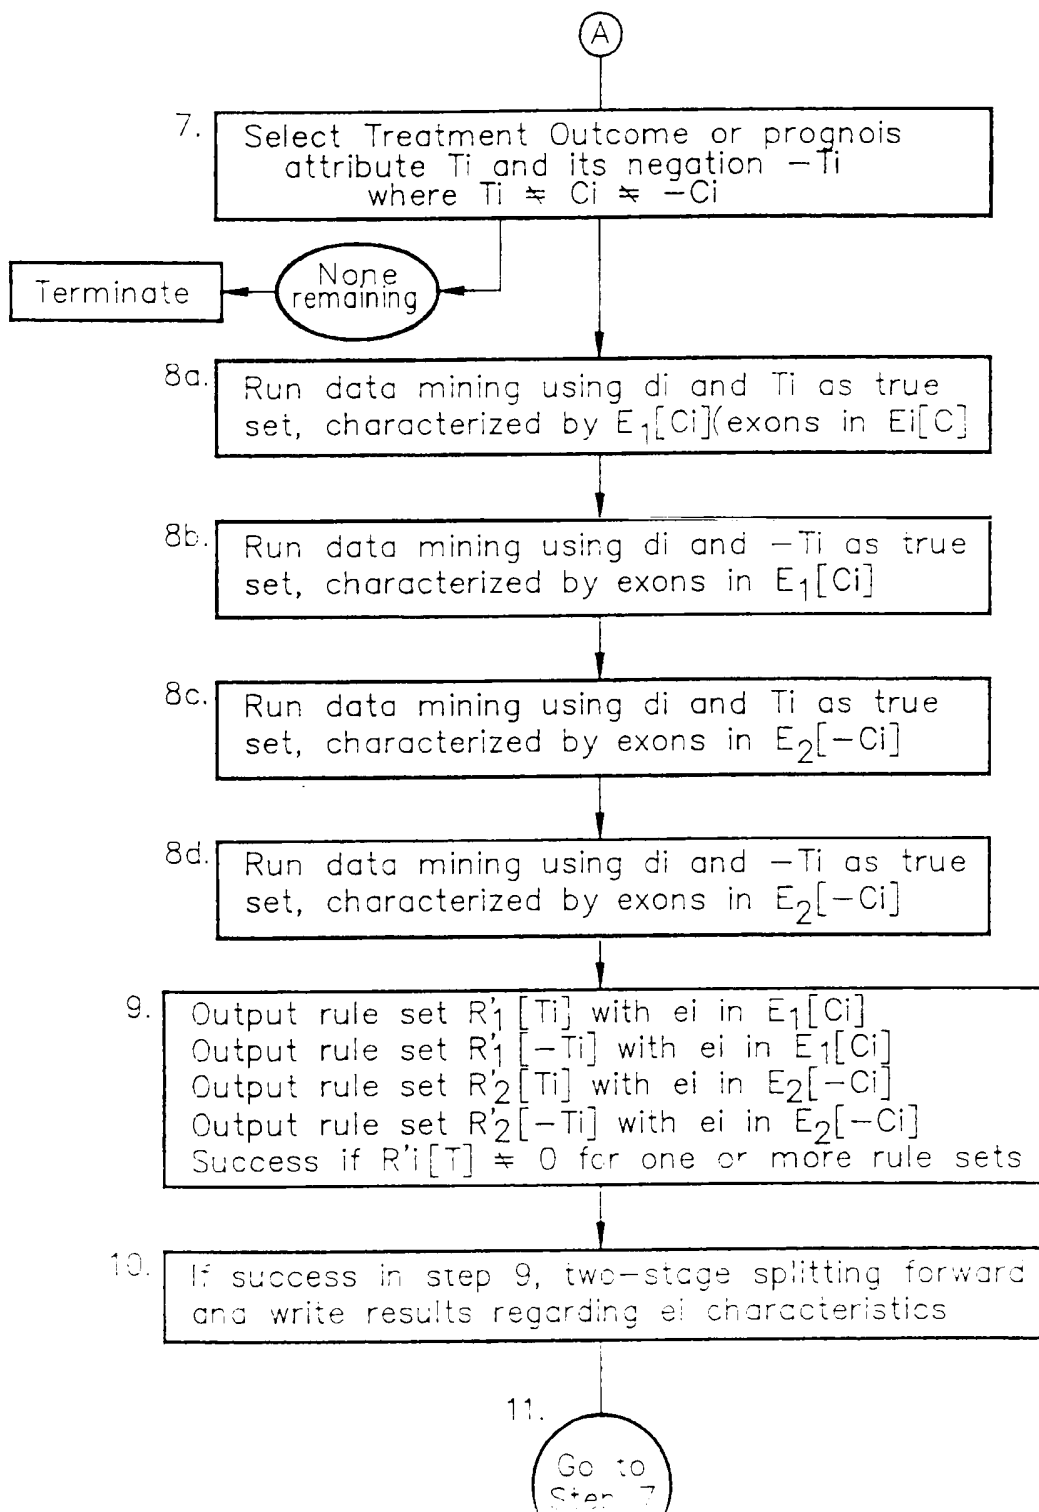 A
7.
Select Treatment Outcome or prognois
attribute Ti and its negation −Ti
where Ti ≠ Ci ≠ −Ci
None
remaining
Terminate
8a.
Run data mining using di and Ti as true
set, characterized by E1[Ci](exons in Ei[C]
8b.
Run data mining using di and −Ti as true
set, characterized by exons in E1[Ci]
8c.
Run data mining using di and Ti as true
set, characterized by exons in E2[−Ci]
8d.
Run data mining using di and −Ti as true
set, characterized by exons in E2[−Ci]
9.
Output rule set R'1[Ti] with ei in E1[Ci]
Output rule set R'1[−Ti] with ei in E1[Ci]
Output rule set R'2[Ti] with ei in E2[−Ci]
Output rule set R'2[−Ti] with ei in E2[−Ci]
Success if R'i[T] ≠ 0 for one or more rule sets
10.
If success in step 9, two-stage splitting forward
and write results regarding ei characteristics
11.
Go to
Step 7